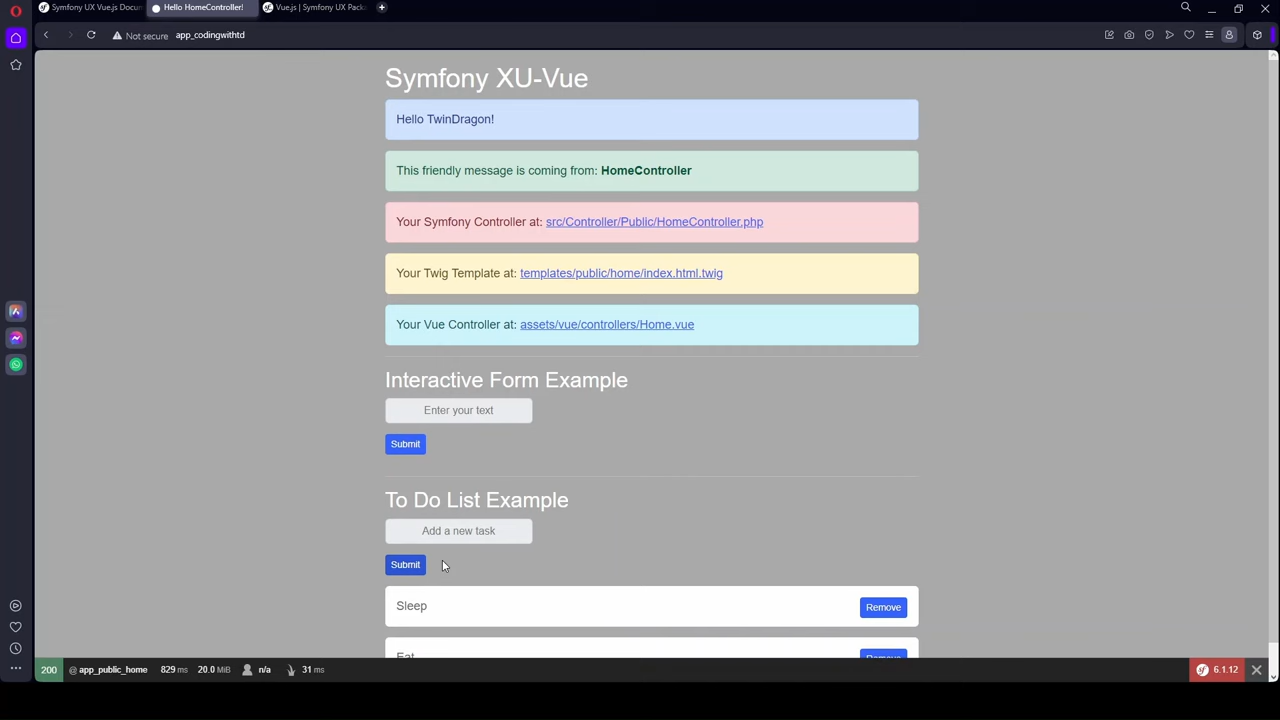 Symfony UX Vue.js Docum
Hello HomeController!
Vue.js | Symfony UX Pack
Not secure
app_codingwithtd
Symfony XU-Vue
Hello TwinDragon!
This friendly message is coming from: HomeController
Your Symfony Controller at: src/Controller/Public/HomeController.php
Your Twig Template at: templates/public/home/index.html.twig
Your Vue Controller at: assets/vue/controllers/Home.vue
Interactive Form Example
Enter your text
Submit
To Do List Example
Add a new task
Submit
Sleep
Remove
Eat
Remove
200 @ app_public_home 829 ms 20.0 MiB n/a 31 ms
6.1.12